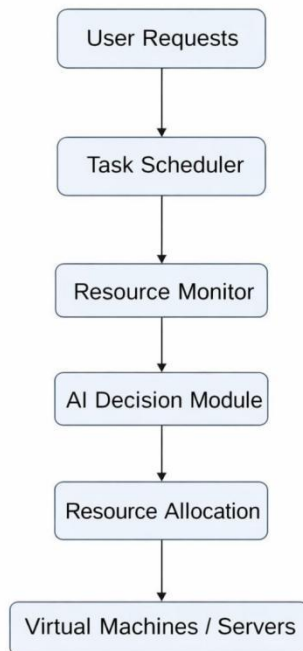 User Requests
Task Scheduler
Resource Monitor
AI Decision Module
Resource Allocation
Virtual Machines / Servers